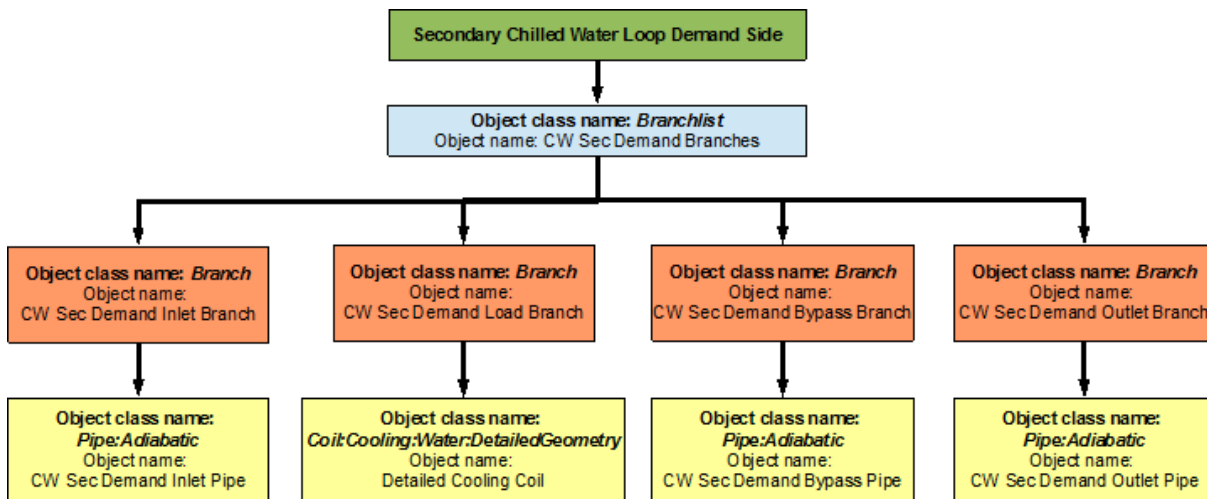 Secondary Chilled Water Loop Demand Side
Object class name: Branchlist
Object name: CW Sec Demand Branches
Object class name: Branch
Object name:
CW Sec Demand Inlet Branch
Object class name: Branch
Object name:
CW Sec Demand Load Branch
Object class name: Branch
Object name:
CW Sec Demand Bypass Branch
Object class name: Branch
Object name:
CW Sec Demand Outlet Branch
Object class name:
Pipe:Adiabatic
Object name:
CW Sec Demand Inlet Pipe
Object class name:
Coil:Cooling:Water:DetailedGeometry
Object name:
Detailed Cooling Coil
Object class name:
Pipe:Adiabatic
Object name:
CW Sec Demand Bypass Pipe
Object class name:
Pipe:Adiabatic
Object name:
CW Sec Demand Outlet Pipe